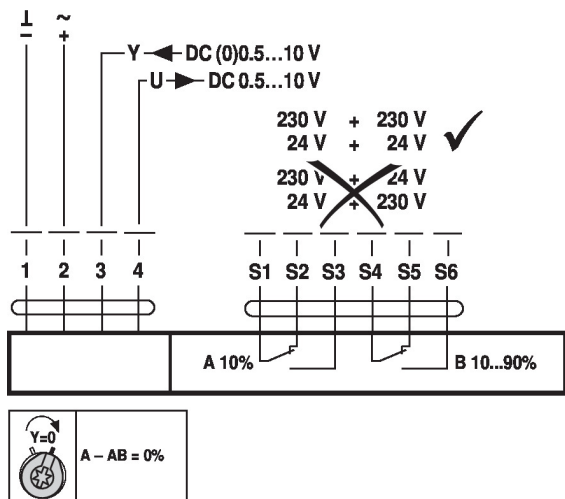 ⊥ ~
– +
Y DC (0)0.5...10 V
U DC 0.5...10 V
230 V + 230 V
24 V + 24 V
230 V + 24 V
24 V + 230 V
1 2 3 4 S1 S2 S3 S4 S5 S6
A 10% B 10...90%
Y=0
A – AB = 0%